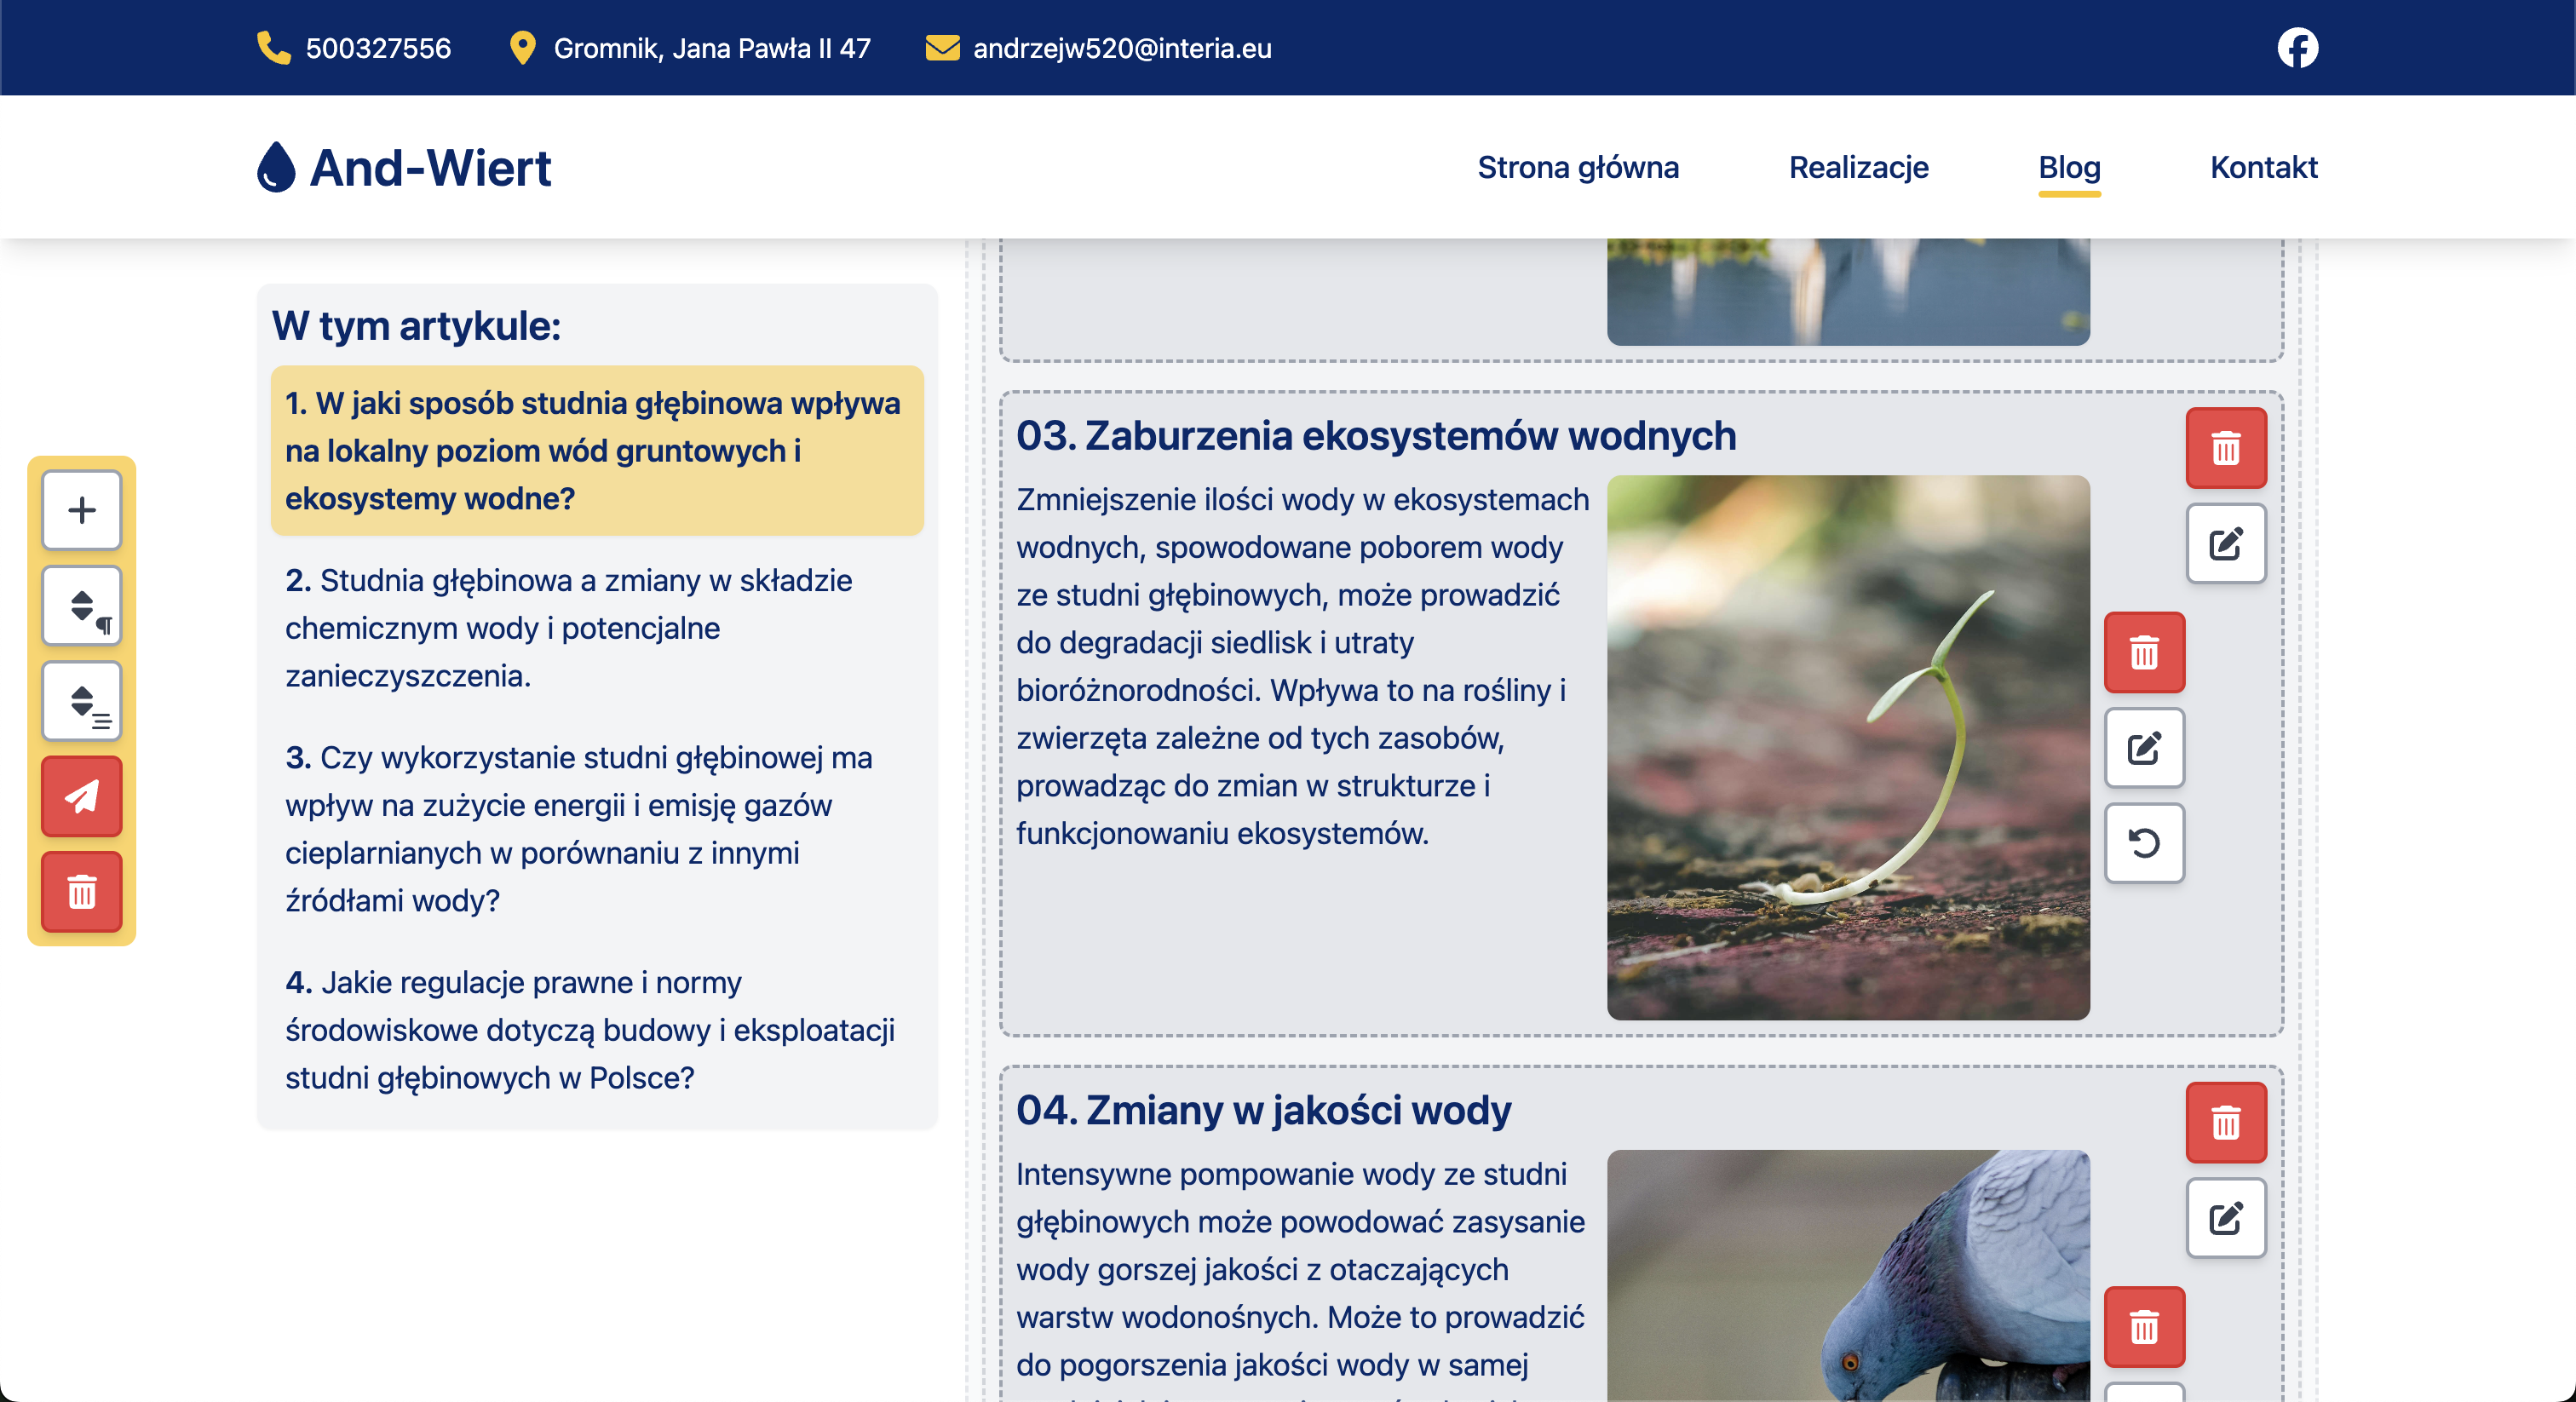 500327556
Gromnik, Jana Pawła II 47
andrzejw520@interia.eu
And-Wiert
Strona główna
Realizacje
Blog
Kontakt
W tym artykule:
1. W jaki sposób studnia głębinowa wpływa
na lokalny poziom wód gruntowych i
ekosystemy wodne?
2. Studnia głębinowa a zmiany w składzie
chemicznym wody i potencjalne
zanieczyszczenia.
3. Czy wykorzystanie studni głębinowej ma
wpływ na zużycie energii i emisję gazów
cieplarnianych w porównaniu z innymi
źródłami wody?
4. Jakie regulacje prawne i normy
środowiskowe dotyczą budowy i eksploatacji
studni głębinowych w Polsce?
03. Zaburzenia ekosystemów wodnych
Zmniejszenie ilości wody w ekosystemach
wodnych, spowodowane poborem wody
ze studni głębinowych, może prowadzić
do degradacji siedlisk i utraty
bioróżnorodności. Wpływa to na rośliny i
zwierzęta zależne od tych zasobów,
prowadząc do zmian w strukturze i
funkcjonowaniu ekosystemów.
04. Zmiany w jakości wody
Intensywne pompowanie wody ze studni
głębinowych może powodować zasysanie
wody gorszej jakości z otaczających
warstw wodonośnych. Może to prowadzić
do pogorszenia jakości wody w samej